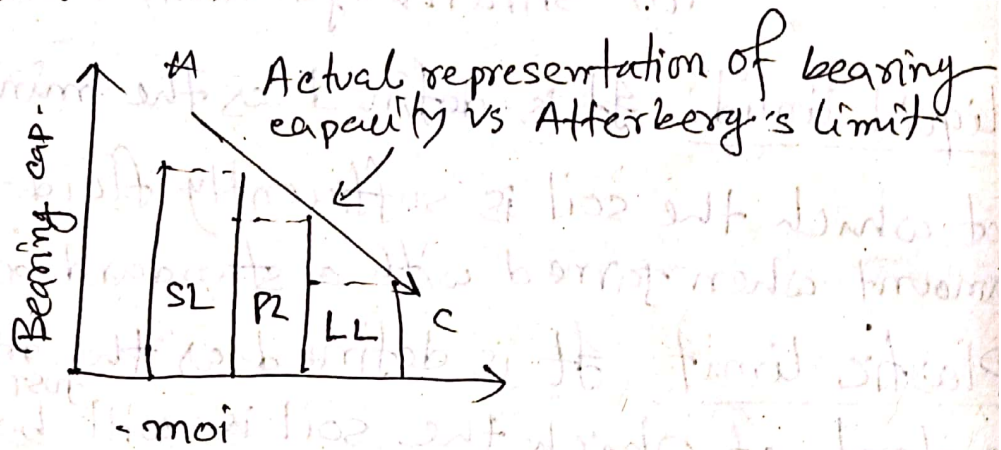 A
Actual representation of bearing
capacity vs Atterberg's limit
Bearing cap.
SL
PL
LL
C
moi